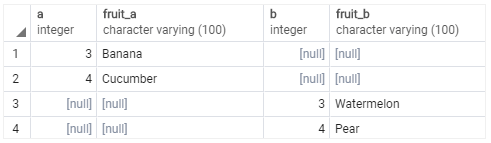 a fruit_a b fruit_b
integer character varying (100) integer character varying (100)
1 3 Banana [null] [null]
2 4 Cucumber [null] [null]
3 [null] [null] 3 Watermelon
4 [null] [null] 4 Pear